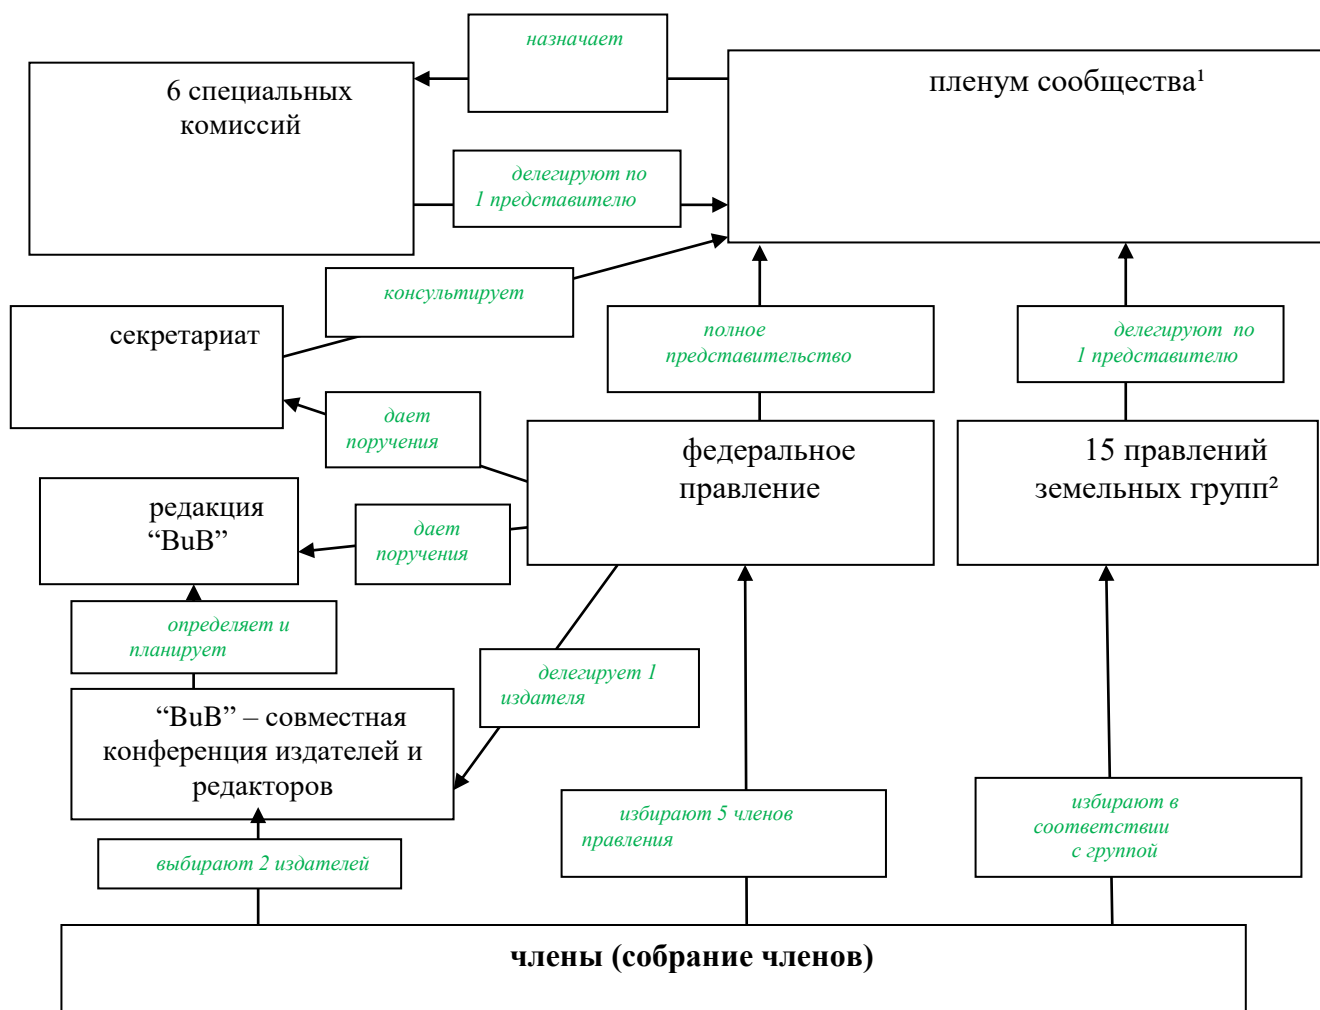 назначает
6 специальных
комиссий
пленум сообщества¹
делегируют по
1 представителю
консультирует
секретариат
полное
представительство
делегируют по
1 представителю
дает
поручения
федеральное
правление
15 правлений
земельных групп²
редакция
“BuB”
дает
поручения
определяет и
планирует
делегирует 1
издателя
“BuB” – совместная
конференция издателей и
редакторов
избирают 5 членов
правления
избирают в
соответствии
с группой
выбирают 2 издателей
члены (собрание членов)